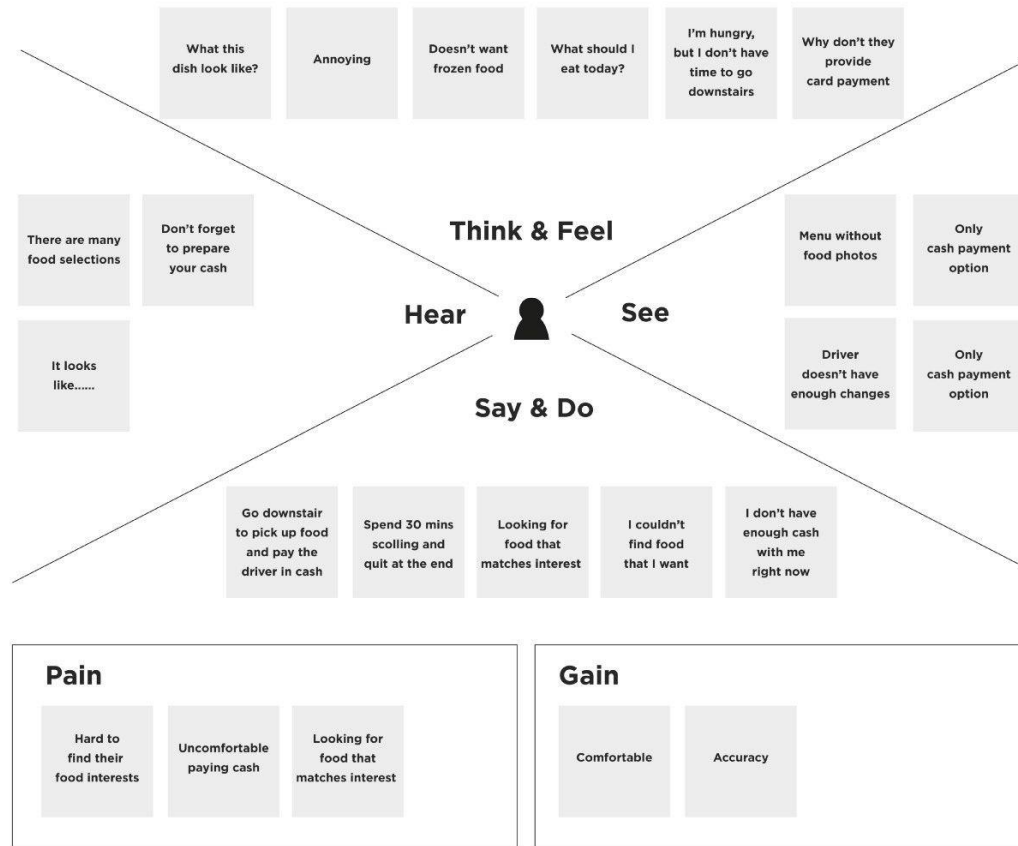 What this
dish look like?
Annoying
Doesn't want
frozen food
What should I
eat today?
I'm hungry,
but I don't have
time to go
downstairs
Why don't they
provide
card payment
Think & Feel
There are many
food selections
Don't forget
to prepare
your cash
It looks
like......
Hear
See
Menu without
food photos
Only
cash payment
option
Driver
doesn't have
enough changes
Only
cash payment
option
Say & Do
Go downstair
to pick up food
and pay the
driver in cash
Spend 30 mins
scolling and
quit at the end
Looking for
food that
matches interest
I couldn't
find food
that I want
I don't have
enough cash
with me
right now
Pain
Hard to
find their
food interests
Uncomfortable
paying cash
Looking for
food that
matches interest
Gain
Comfortable
Accuracy